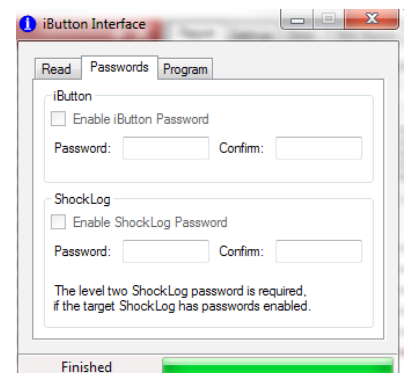 iButton Interface
Read Passwords Program
iButton
Enable iButton Password
Password: Confirm:
ShockLog
Enable ShockLog Password
Password: Confirm:
The level two ShockLog password is required,
if the target ShockLog has passwords enabled.
Finished